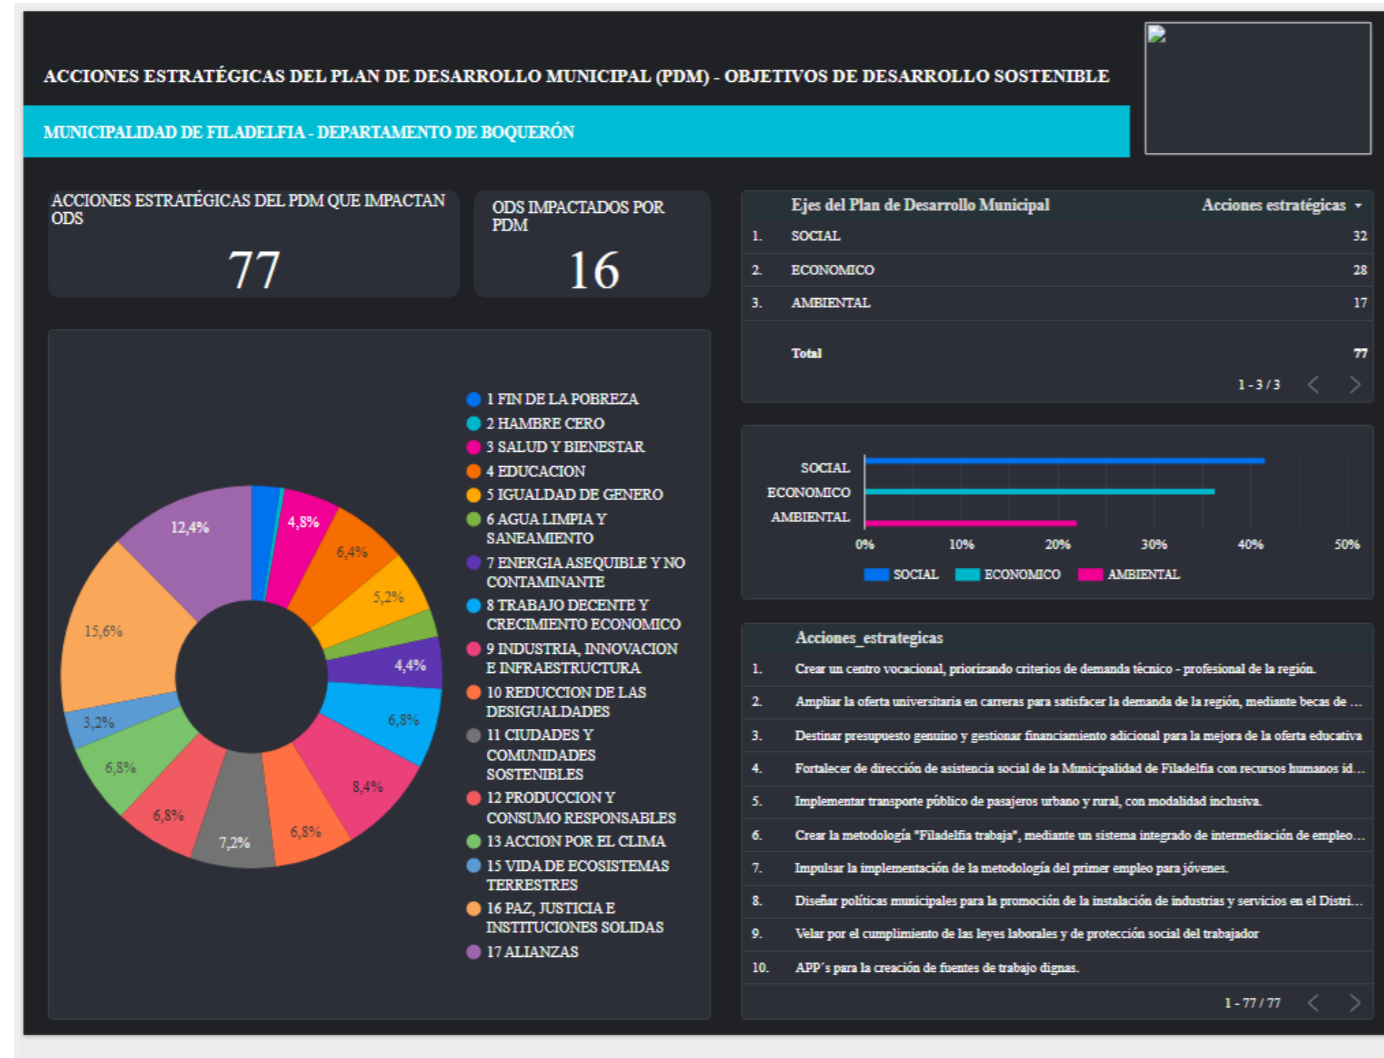 ACCIONES ESTRATÉGICAS DEL PLAN DE DESARROLLO MUNICIPAL (PDM) - OBJETIVOS DE DESARROLLO SOSTENIBLE
MUNICIPALIDAD DE FILADELFIA - DEPARTAMENTO DE BOQUERÓN
ACCIONES ESTRATÉGICAS DEL PDM QUE IMPACTAN
ODS
77
ODS IMPACTADOS POR
PDM
16
Ejes del Plan de Desarrollo Municipal Acciones estratégicas
1. SOCIAL 32
2. ECONOMICO 28
3. AMBIENTAL 17
Total 77
1 - 3 / 3
12,4%
4,8%
6,4%
5,2%
4,4%
6,8%
8,4%
6,8%
7,2%
6,8%
6,8%
3,2%
15,6%
1 FIN DE LA POBREZA
2 HAMBRE CERO
3 SALUD Y BIENESTAR
4 EDUCACION
5 IGUALDAD DE GENERO
6 AGUA LIMPIA Y
SANEAMIENTO
7 ENERGIA ASEQUIBLE Y NO
CONTAMINANTE
8 TRABAJO DECENTE Y
CRECIMIENTO ECONOMICO
9 INDUSTRIA, INNOVACION
E INFRAESTRUCTURA
10 REDUCCION DE LAS
DESIGUALDADES
11 CIUDADES Y
COMUNIDADES
SOSTENIBLES
12 PRODUCCION Y
CONSUMO RESPONSABLES
13 ACCION POR EL CLIMA
15 VIDA DE ECOSISTEMAS
TERRESTRES
16 PAZ, JUSTICIA E
INSTITUCIONES SOLIDAS
17 ALIANZAS
SOCIAL
ECONOMICO
AMBIENTAL
0% 10% 20% 30% 40% 50%
SOCIAL ECONOMICO AMBIENTAL
Acciones_estrategicas
1. Crear un centro vocacional, priorizando criterios de demanda técnico - profesional de la región.
2. Ampliar la oferta universitaria en carreras para satisfacer la demanda de la región, mediante becas de ...
3. Destinar presupuesto genuino y gestionar financiamiento adicional para la mejora de la oferta educativa
4. Fortalecer de dirección de asistencia social de la Municipalidad de Filadelfia con recursos humanos id...
5. Implementar transporte público de pasajeros urbano y rural, con modalidad inclusiva.
6. Crear la metodología "Filadelfia trabaja", mediante un sistema integrado de intermediación de empleo...
7. Impulsar la implementación de la metodología del primer empleo para jóvenes.
8. Diseñar políticas municipales para la promoción de la instalación de industrias y servicios en el Distri...
9. Velar por el cumplimiento de las leyes laborales y de protección social del trabajador
10. APP´s para la creación de fuentes de trabajo dignas.
1 - 77 / 77